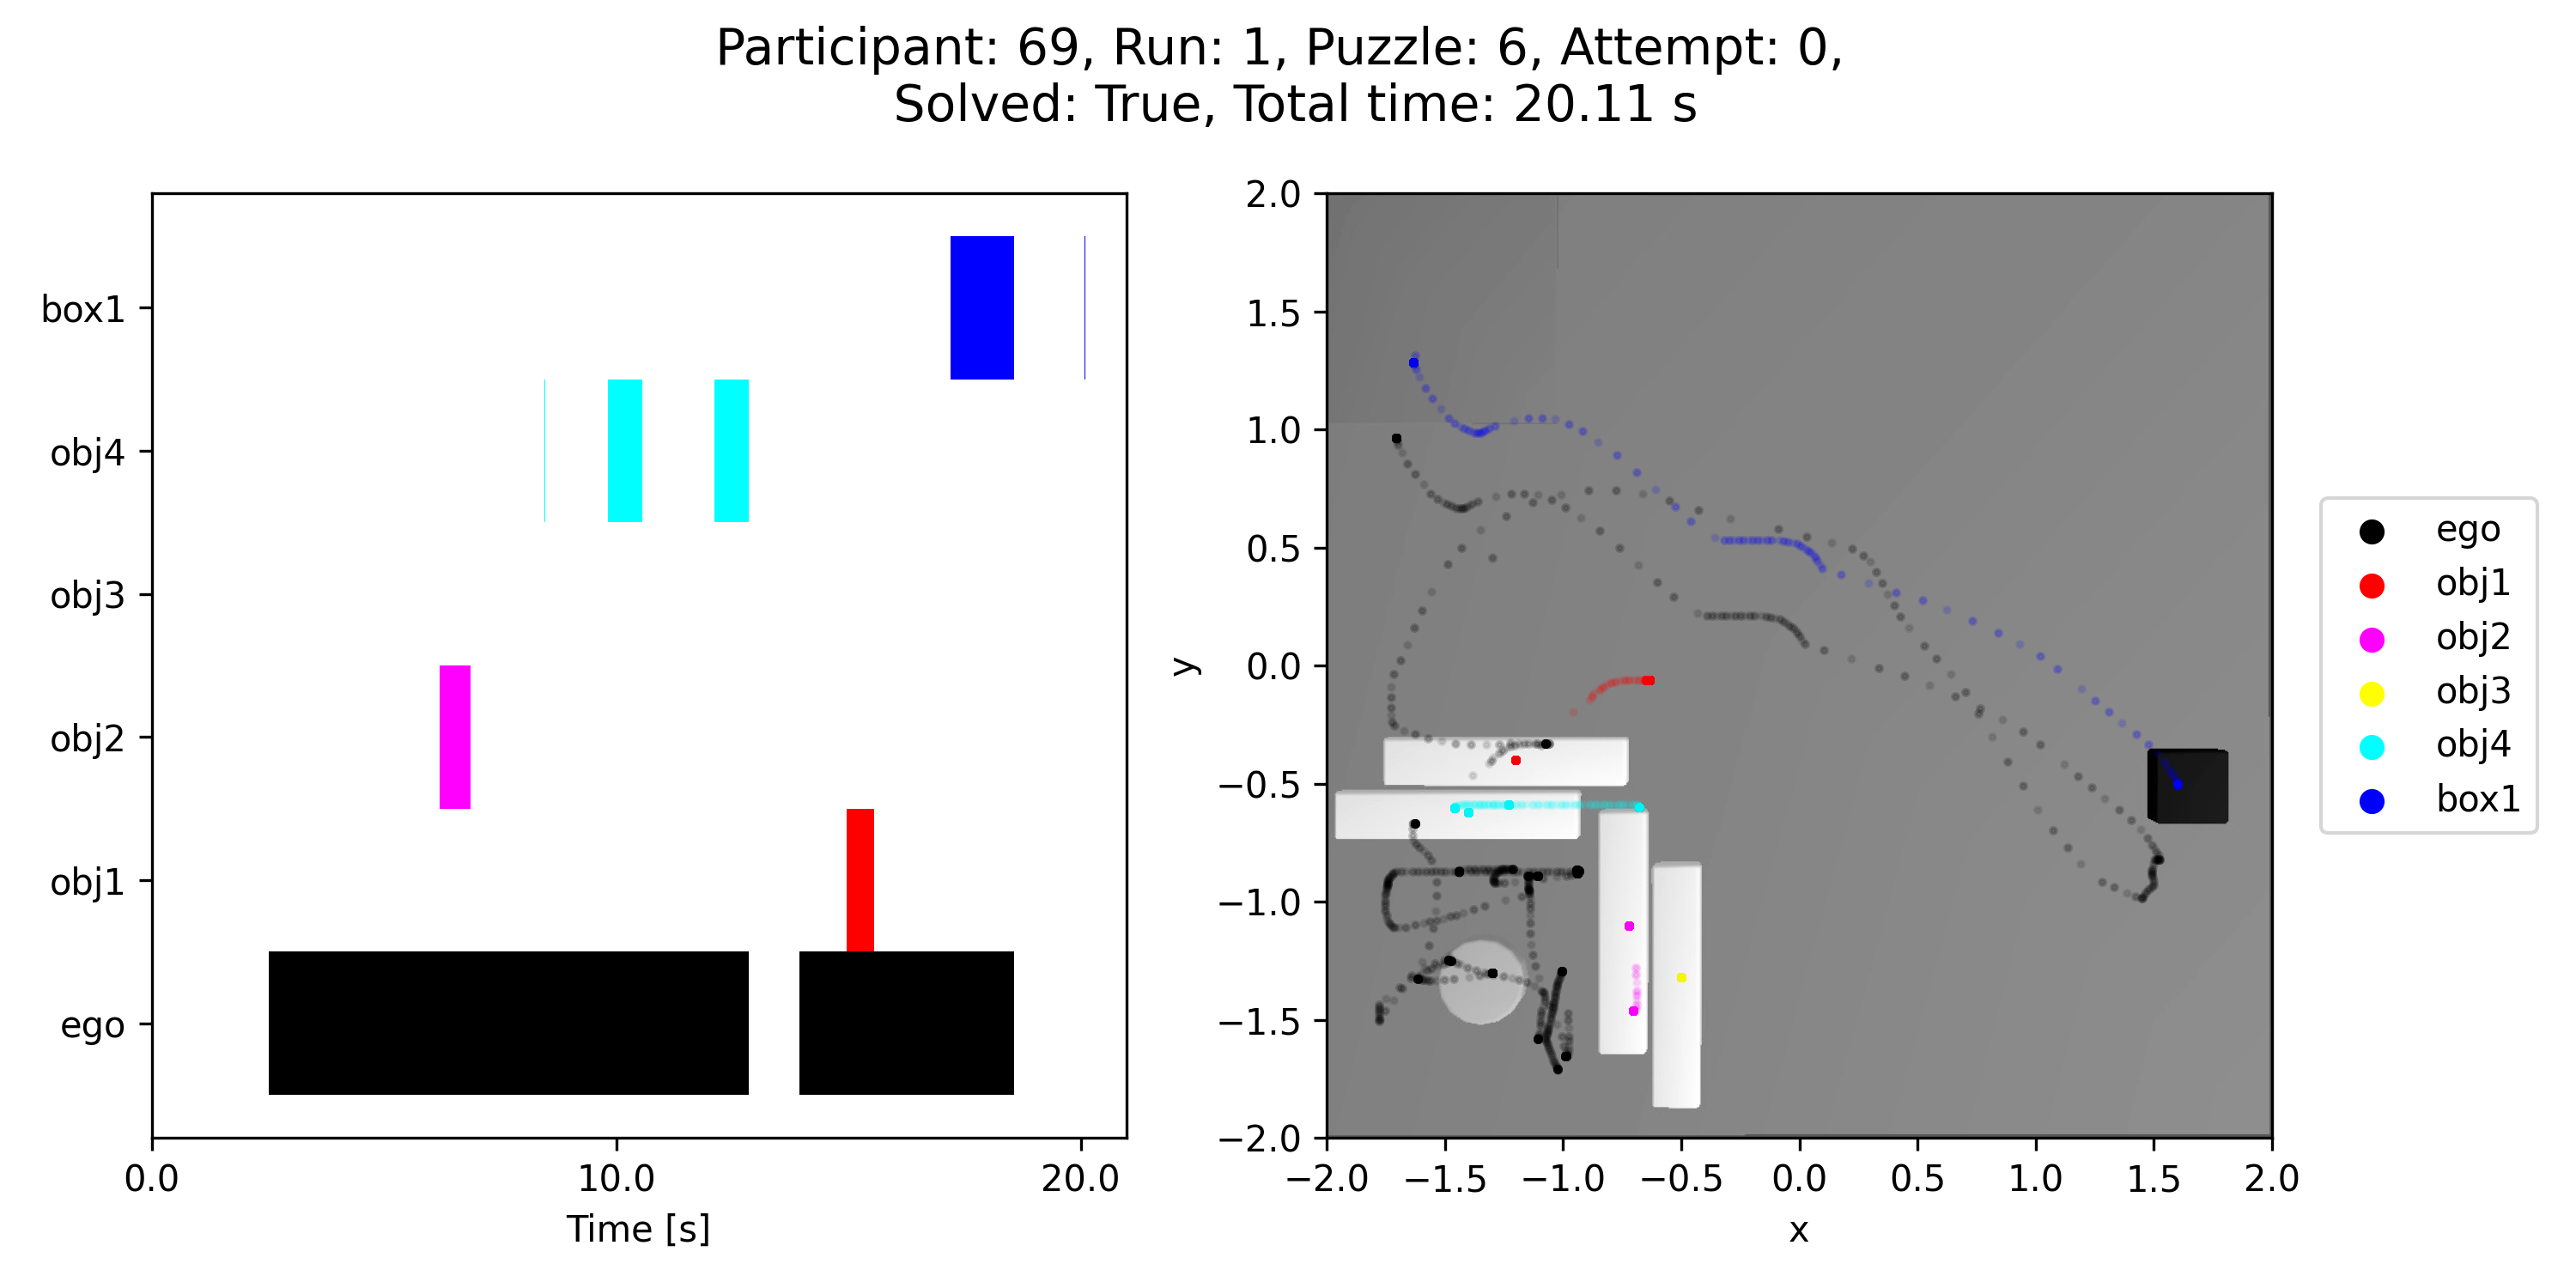 Participant: 69, Run: 1, Puzzle: 6, Attempt: 0,
Solved: True, Total time: 20.11 s
box1
obj4
obj3
obj2
obj1
ego
0.0
10.0
20.0
Time [s]
2.0
1.5
1.0
0.5
0.0
−0.5
−1.0
−1.5
−2.0
y
−2.0
−1.5
−1.0
−0.5
0.0
0.5
1.0
1.5
2.0
x
ego
obj1
obj2
obj3
obj4
box1